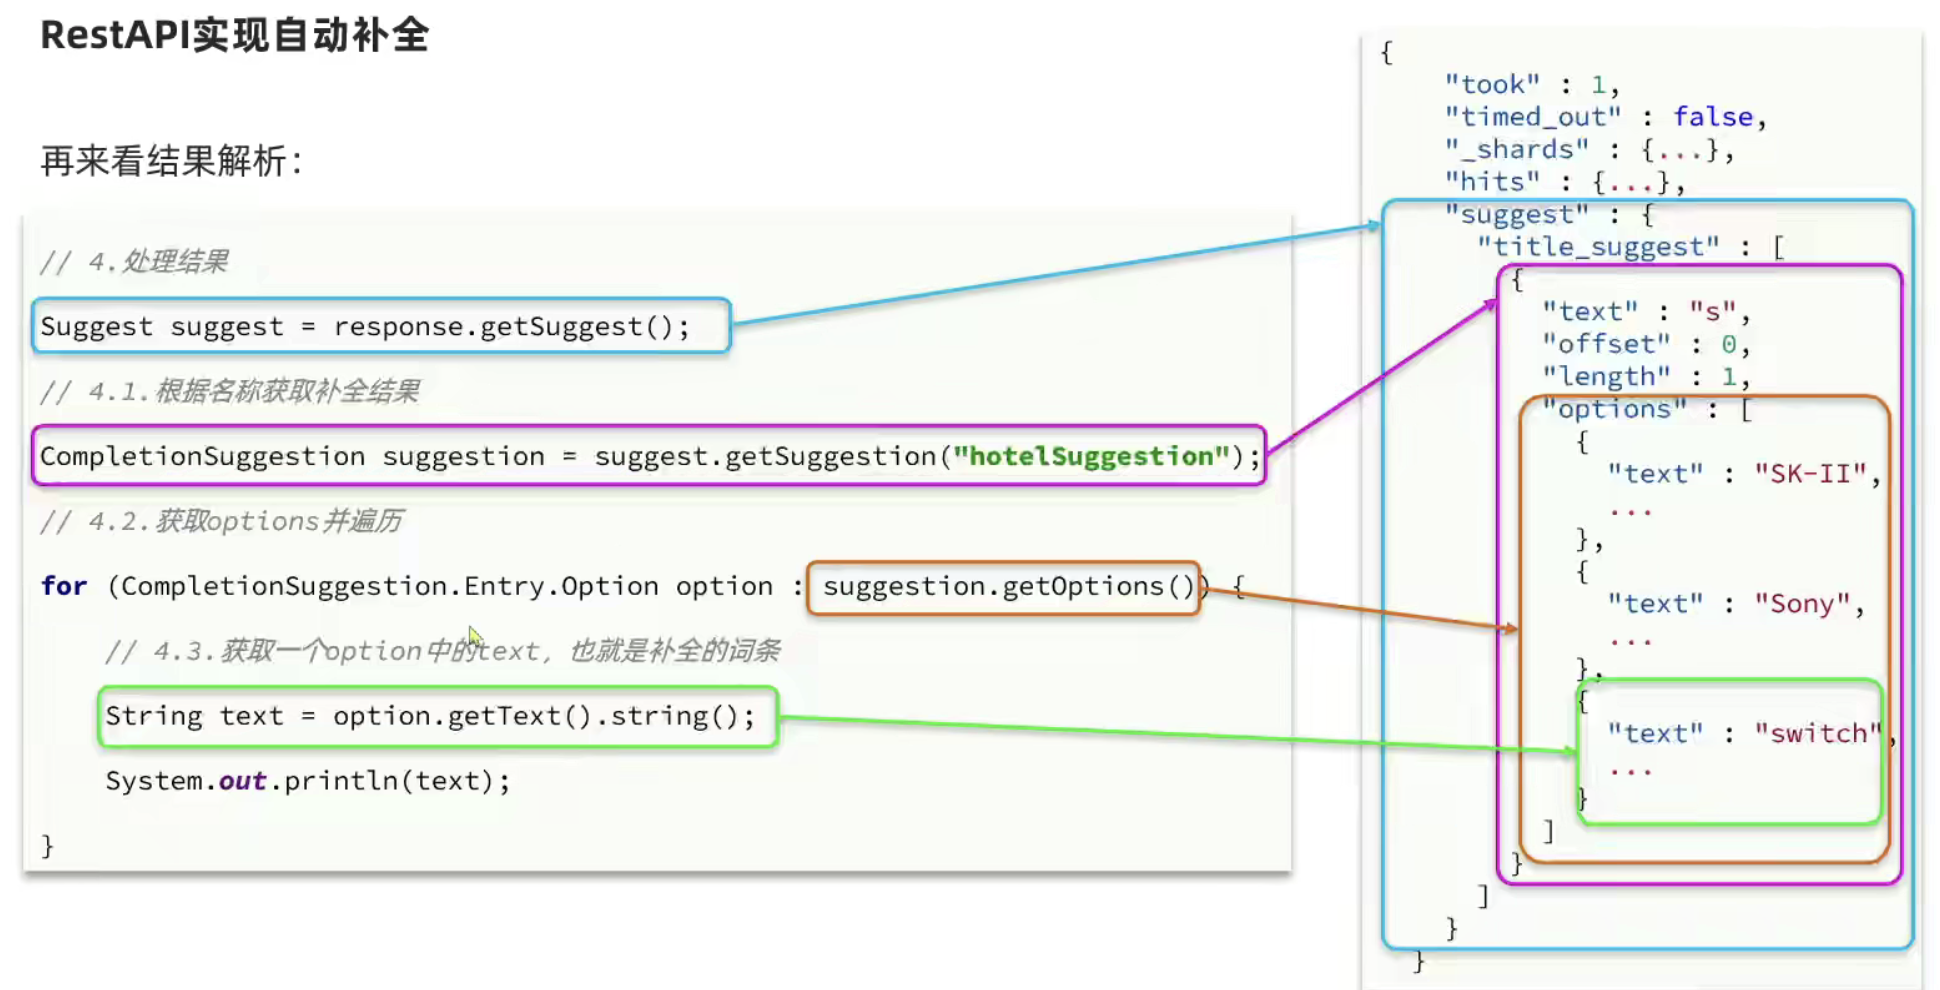 RestAPI实现自动补全
再来看结果解析：
// 4.处理结果
Suggest suggest = response.getSuggest();
// 4.1.根据名称获取补全结果
CompletionSuggestion suggestion = suggest.getSuggestion("hotelSuggestion");
// 4.2.获取options并遍历
for (CompletionSuggestion.Entry.Option option : suggestion.getOptions()) {
// 4.3.获取一个option中的text，也就是补全的词条
String text = option.getText().string();
System.out.println(text);
}
{
"took" : 1,
"timed_out" : false,
"_shards" : {...},
"hits" : {...},
"suggest" : {
"title_suggest" : [
{
"text" : "s",
"offset" : 0,
"length" : 1,
"options" : [
{
"text" : "SK-II",
...
},
{
"text" : "Sony",
...
},
{
"text" : "switch",
...
}
]
}
]
}
}